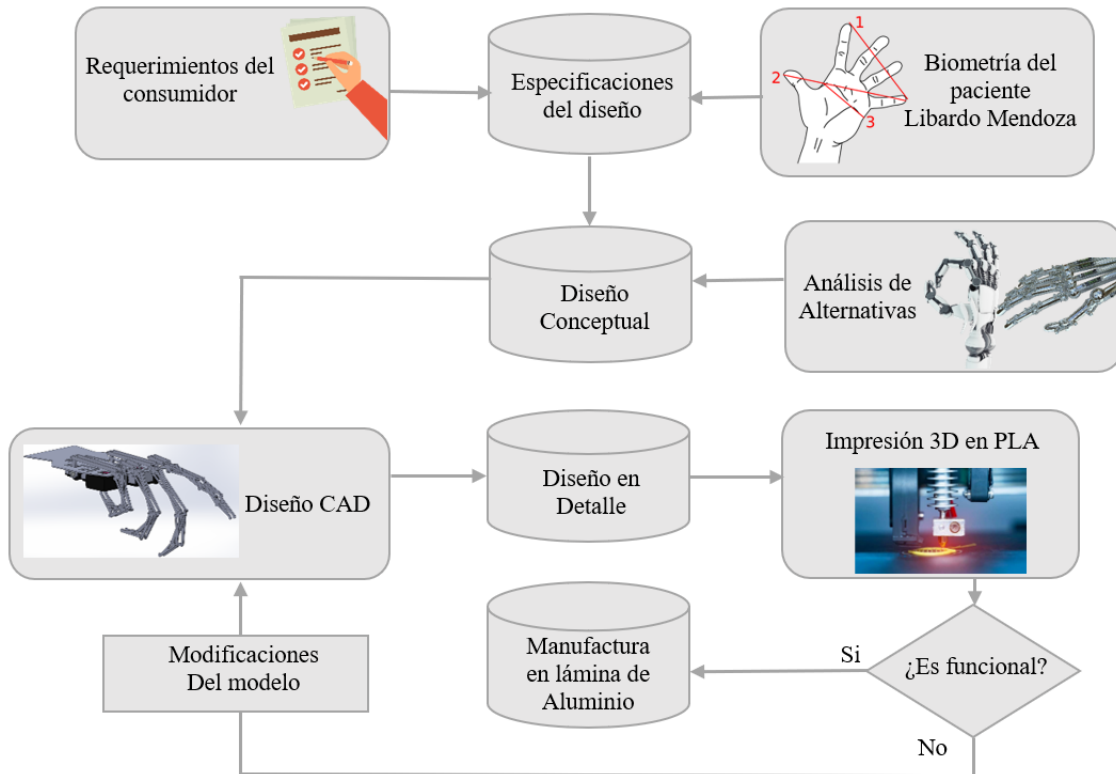 Requerimientos del
consumidor
Especificaciones
del diseño
1
2
3
Biometría del
paciente
Libardo Mendoza
Diseño
Conceptual
Análisis de
Alternativas
Diseño CAD
Diseño en
Detalle
Impresión 3D en PLA
Modificaciones
Del modelo
Manufactura
en lámina de
Aluminio
Si
¿Es funcional?
No